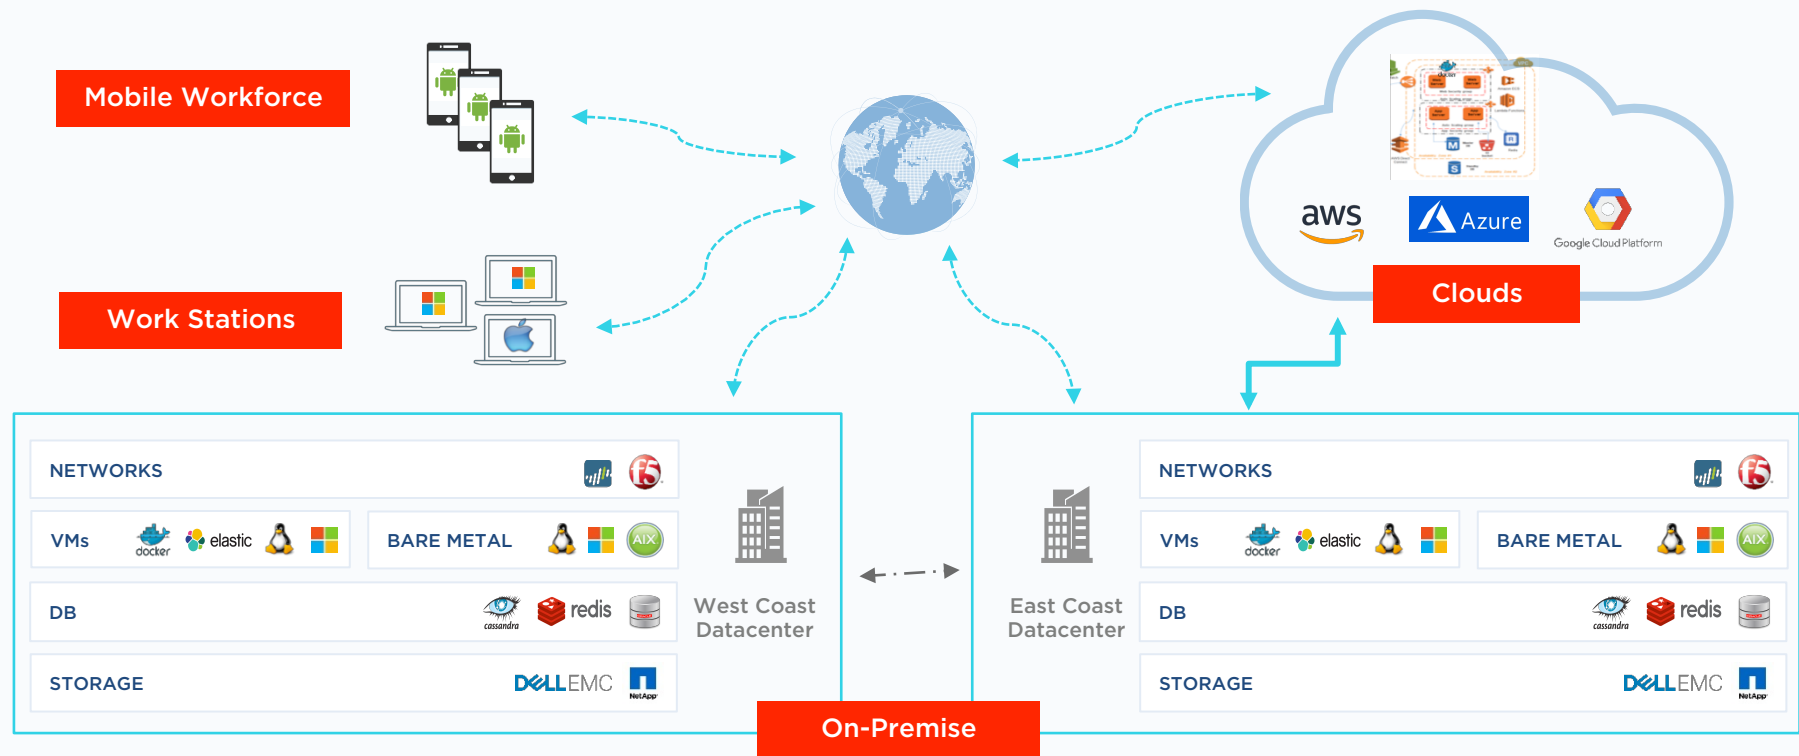 Mobile Workforce
aws
Azure
Google Cloud Platform
Clouds
Work Stations
NETWORKS
f5
VMs
docker
elastic
BARE METAL
AIX
DB
cassandra
redis
STORAGE
DELLEMC
NetApp
West Coast
Datacenter
East Coast
Datacenter
NETWORKS
f5
VMs
docker
elastic
BARE METAL
AIX
DB
cassandra
redis
STORAGE
DELLEMC
NetApp
On-Premise